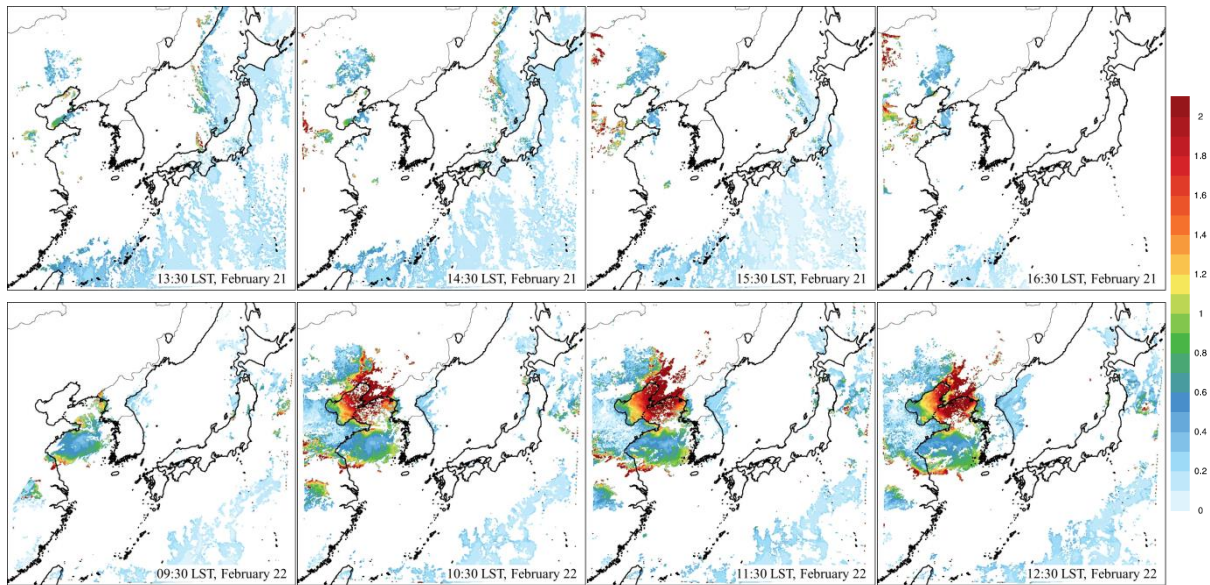 13:30 LST, February 21
14:30 LST, February 21
15:30 LST, February 21
16:30 LST, February 21
2
1.8
1.6
1.4
1.2
1
0.8
0.6
0.4
0.2
0
09:30 LST, February 22
10:30 LST, February 22
11:30 LST, February 22
12:30 LST, February 22